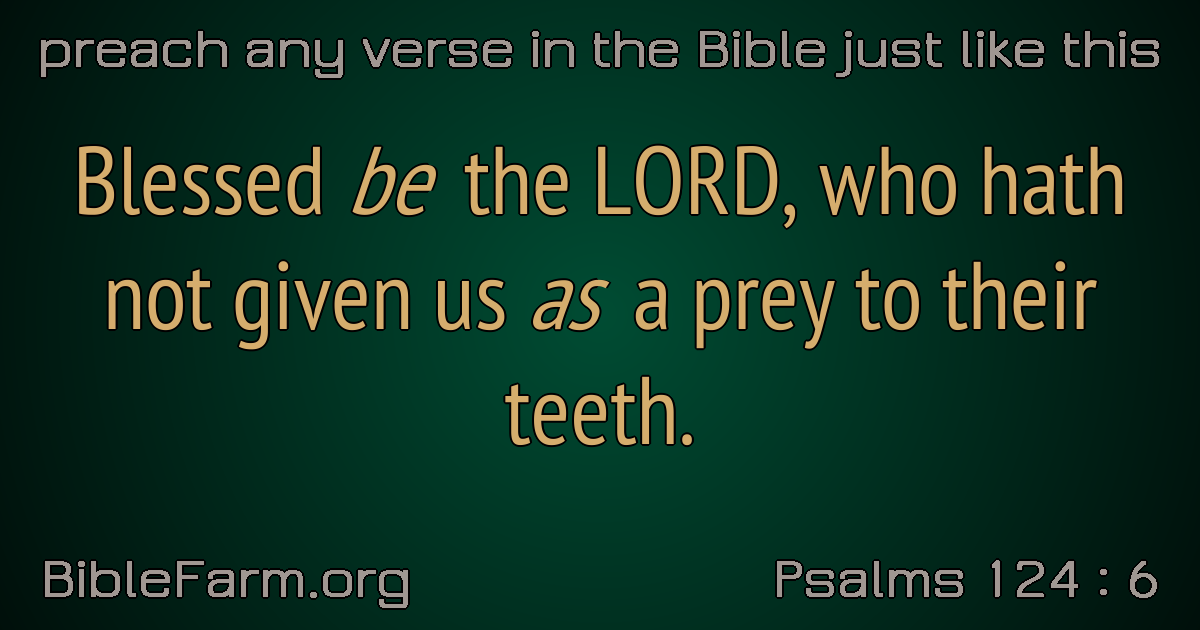 preach any verse in the Bible just like this
Blessed be the LORD, who hath
not given us as a prey to their
teeth.
BibleFarm.org
Psalms 124 : 6